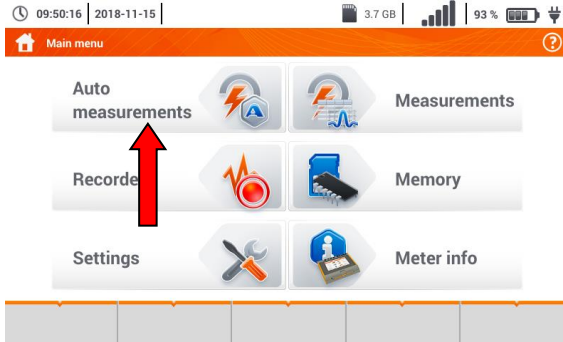 09:50:16 2018-11-15 3.7 GB 93 %
Main menu ?
Auto
measurements
A
Measurements
Recorde
Memory
Settings
Meter info